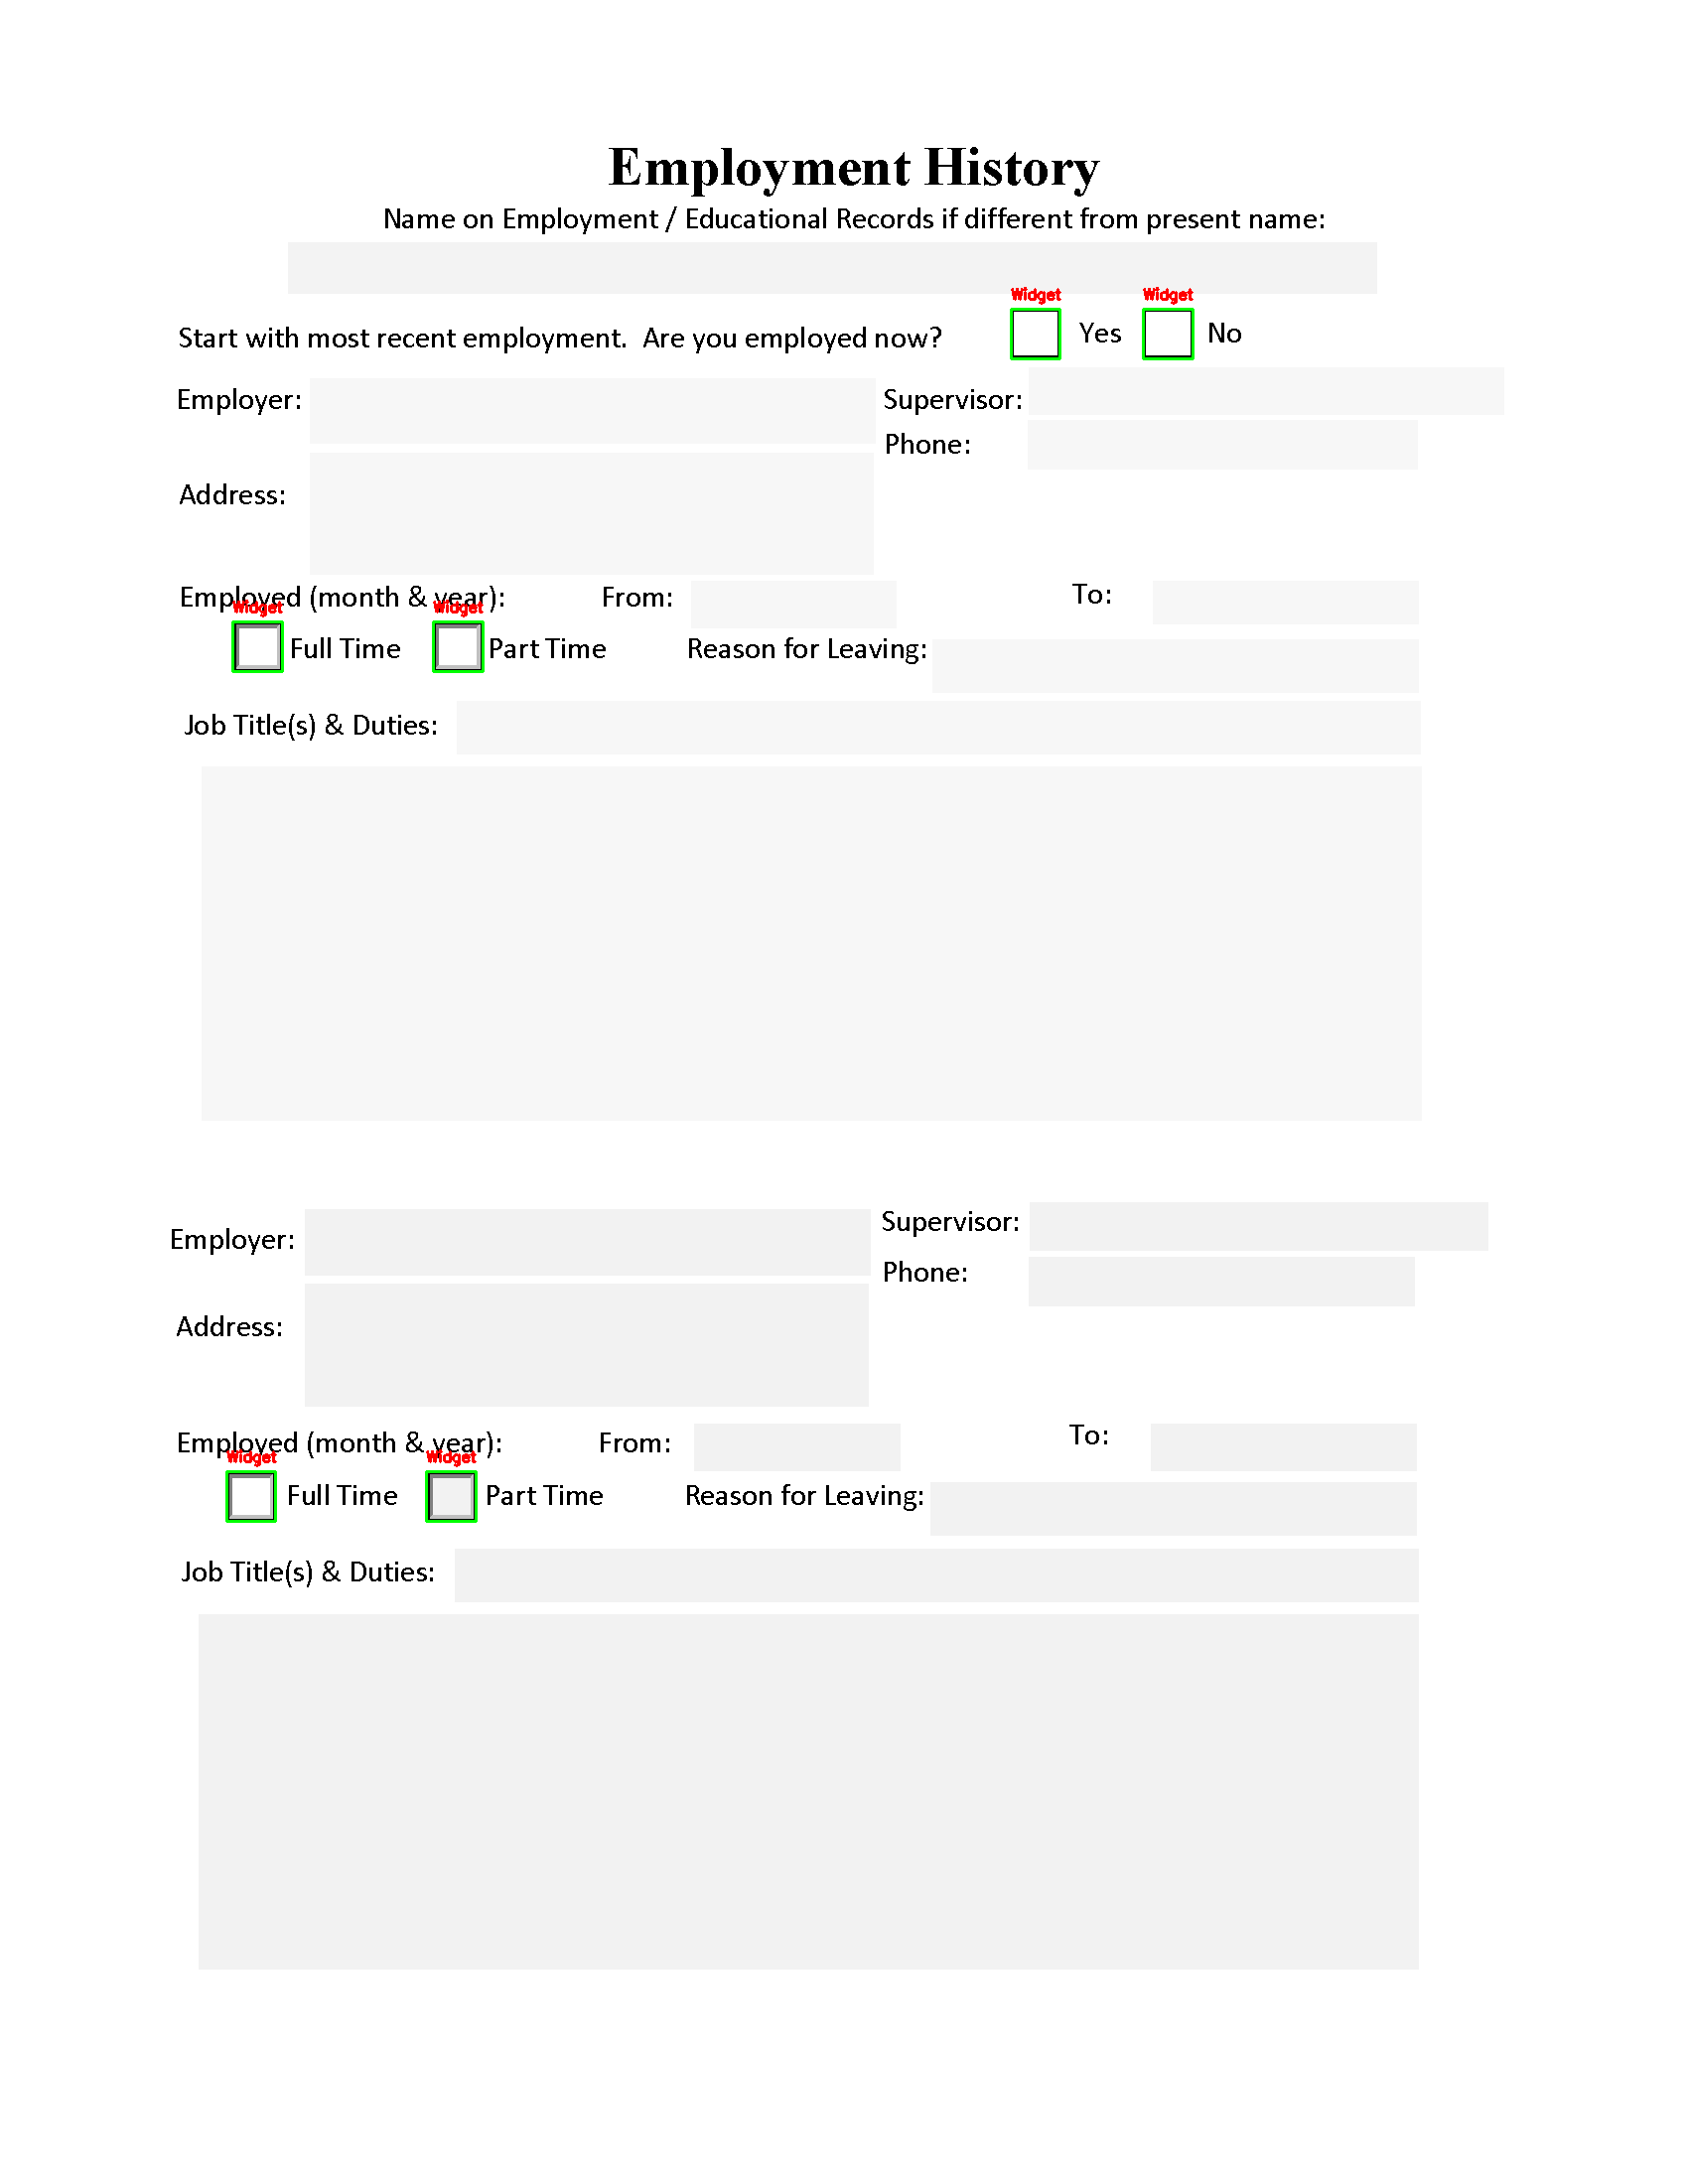 Employment History
Name on Employment / Educational Records if different from present name:
Widget Widget
Start with most recent employment. Are you employed now? Yes No
Employer: Supervisor:
Phone:
Address:
Employed (month & year): From: To:
Widget Widget
Full Time Part Time Reason for Leaving:
Job Title(s) & Duties:
Employer: Supervisor:
Phone:
Address:
Employed (month & year): From: To:
Widget Widget
Full Time Part Time Reason for Leaving:
Job Title(s) & Duties: